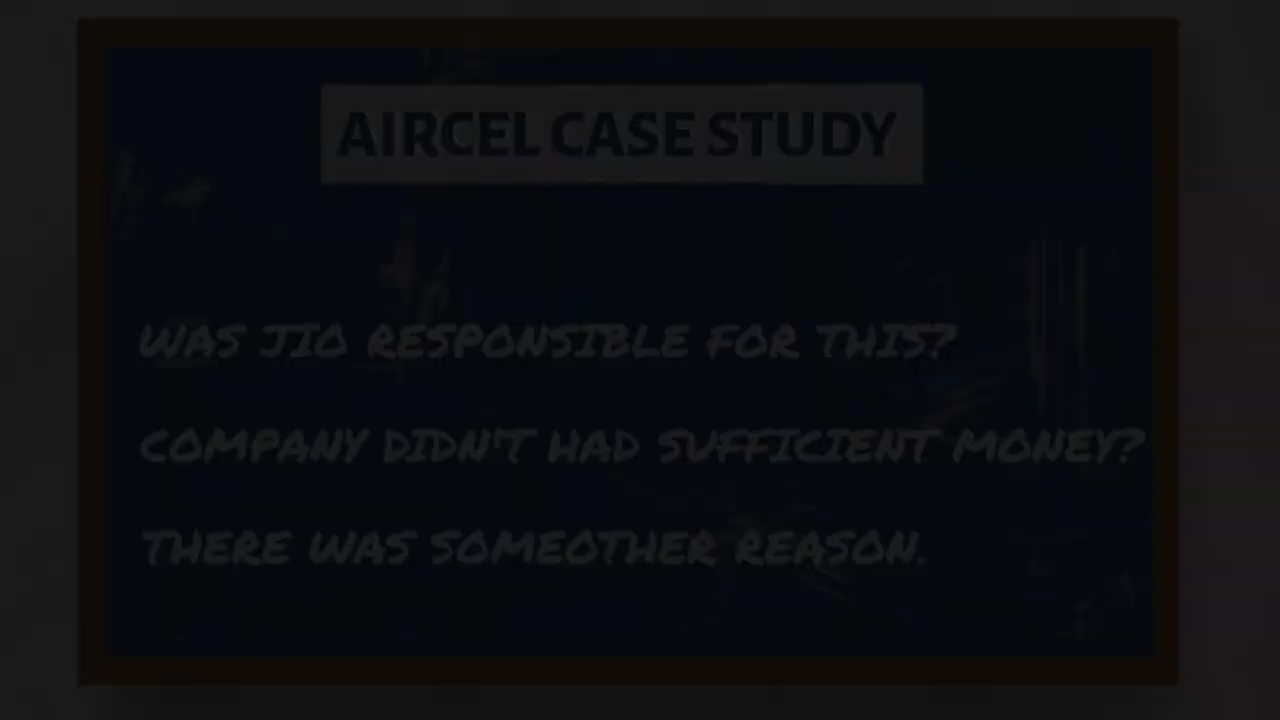 AIRCEL CASE STUDY
WAS JIO RESPONSIBLE FOR THIS?
COMPANY DIDN'T HAD SUFFICIENT MONEY?
THERE WAS SOMEOTHER REASON.